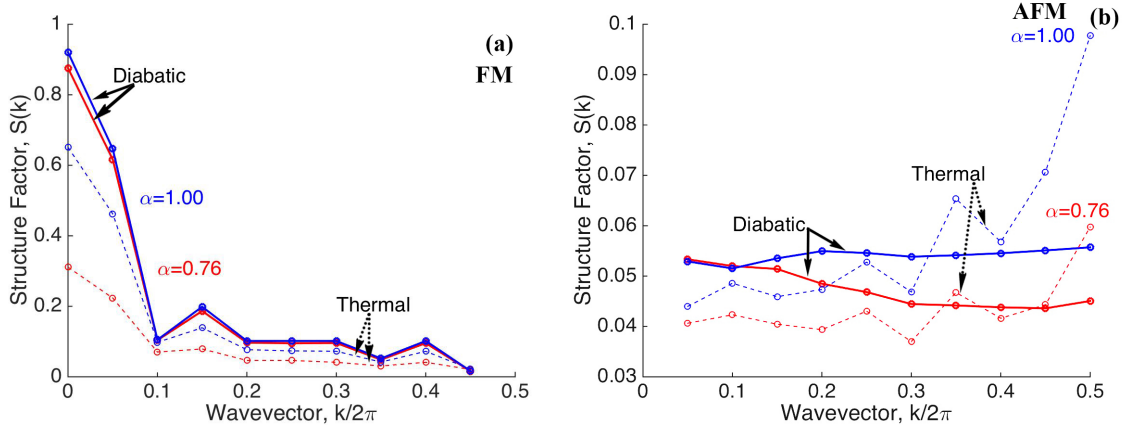 (a)
FM
Diabatic
α=1.00
α=0.76
Thermal
Structure Factor, S(k)
1
0.8
0.6
0.4
0.2
0
0 0.1 0.2 0.3 0.4 0.5
Wavevector, k/2π
AFM
(b)
α=1.00
Thermal
α=0.76
Diabatic
Structure Factor, S(k)
0.1
0.09
0.08
0.07
0.06
0.05
0.04
0.03
0 0.1 0.2 0.3 0.4 0.5
Wavevector, k/2π